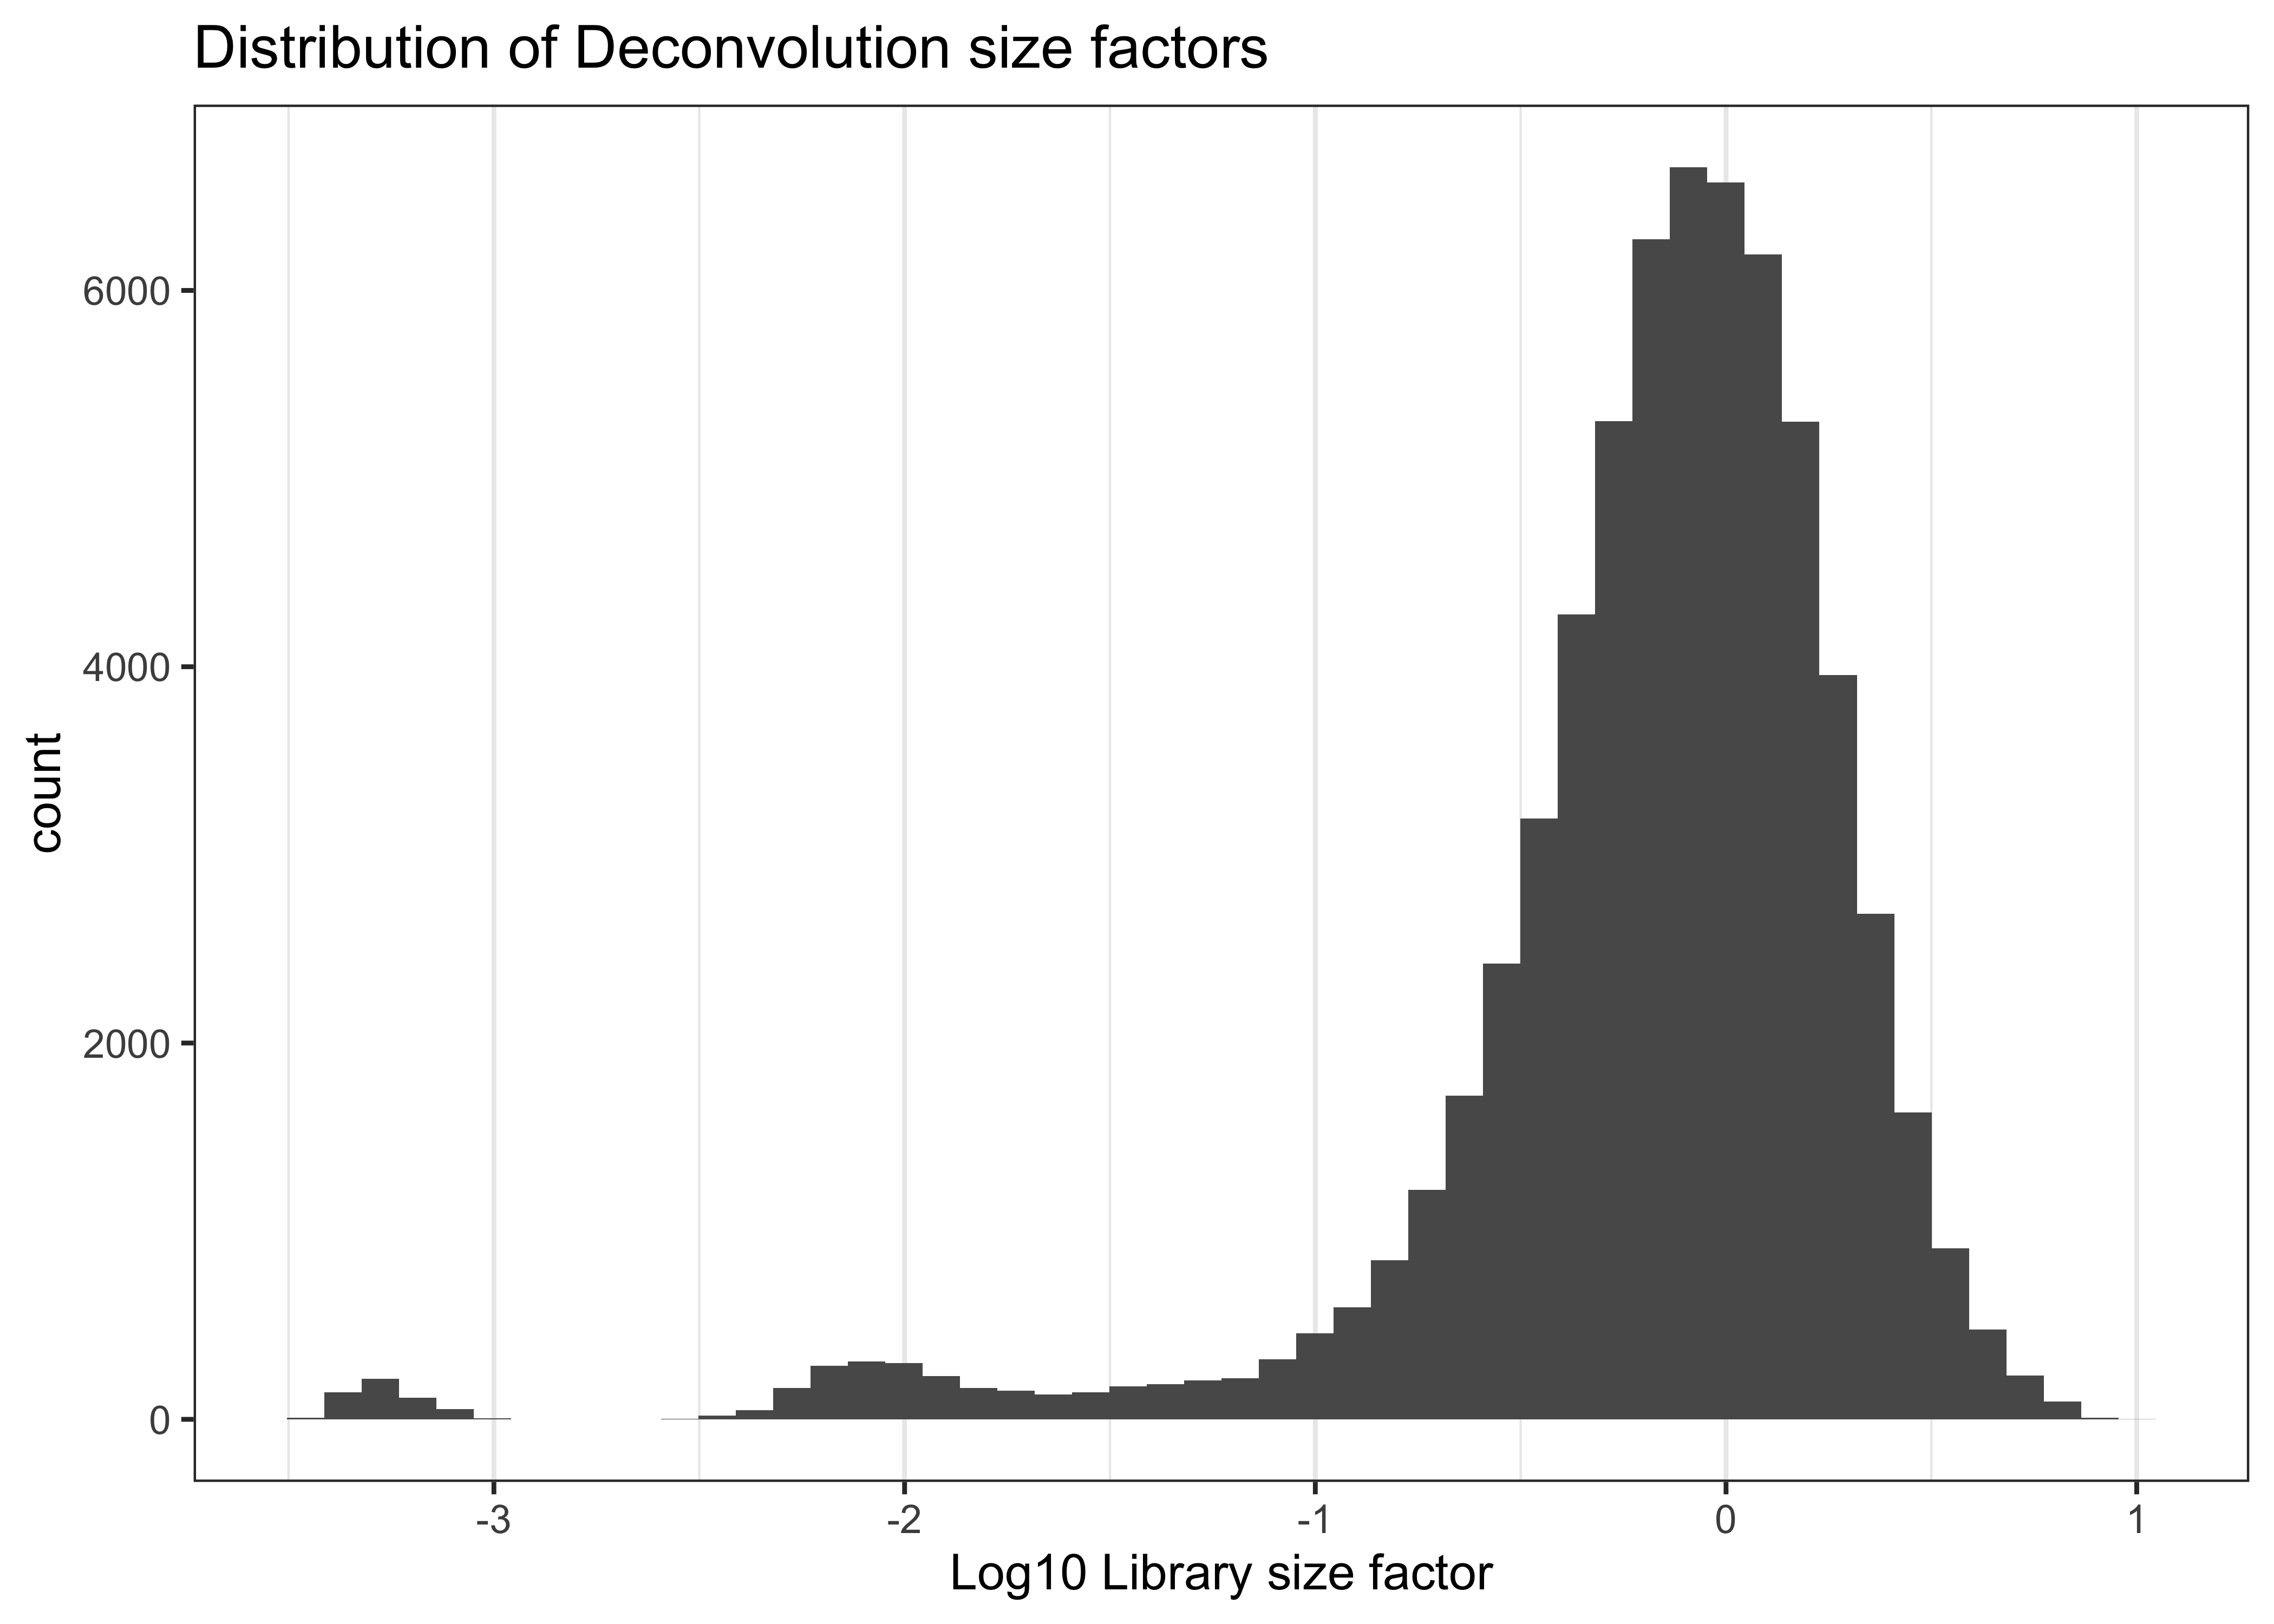 Distribution of Deconvolution size factors
6000
4000
2000
0
count
-3 -2 -1 0 1
Log10 Library size factor